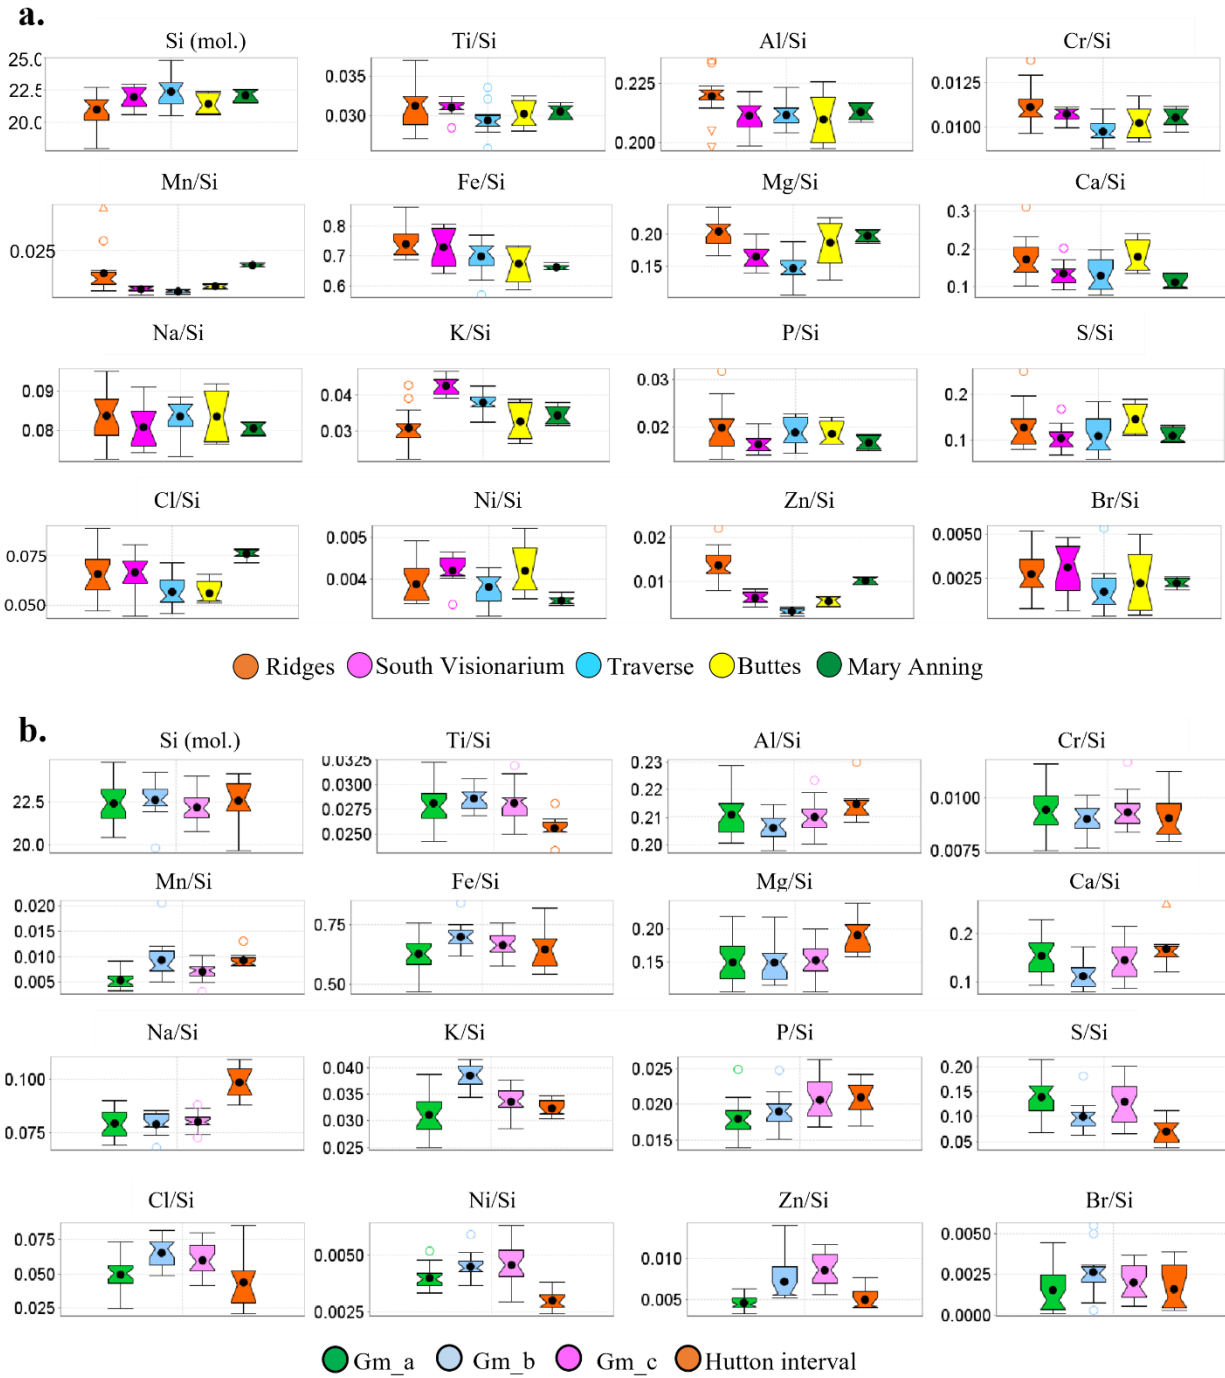 a.
Si (mol.) Ti/Si Al/Si Cr/Si
25.0 22.5 20.0
0.035 0.030
0.225 0.200
0.0125 0.0100
Mn/Si Fe/Si Mg/Si Ca/Si
0.025
0.8 0.7 0.6
0.20 0.15
0.3 0.2 0.1
Na/Si K/Si P/Si S/Si
0.09 0.08
0.04 0.03
0.03 0.02
0.2 0.1
Cl/Si Ni/Si Zn/Si Br/Si
0.075 0.050
0.005 0.004
0.02 0.01
0.0050 0.0025
Ridges South Visionarium Traverse Buttes Mary Anning
b.
Si (mol.) Ti/Si Al/Si Cr/Si
22.5 20.0
0.0325 0.0300 0.0275 0.0250
0.23 0.22 0.21 0.20
0.0100 0.0075
Mn/Si Fe/Si Mg/Si Ca/Si
0.020 0.015 0.010 0.005
0.75 0.50
0.20 0.15
0.2 0.1
Na/Si K/Si P/Si S/Si
0.100 0.075
0.040 0.035 0.030 0.025
0.025 0.020 0.015
0.20 0.15 0.10 0.05
Cl/Si Ni/Si Zn/Si Br/Si
0.075 0.050 0.025
0.0050 0.0025
0.010 0.005
0.0050 0.0025 0.0000
Gm_a Gm_b Gm_c Hutton interval